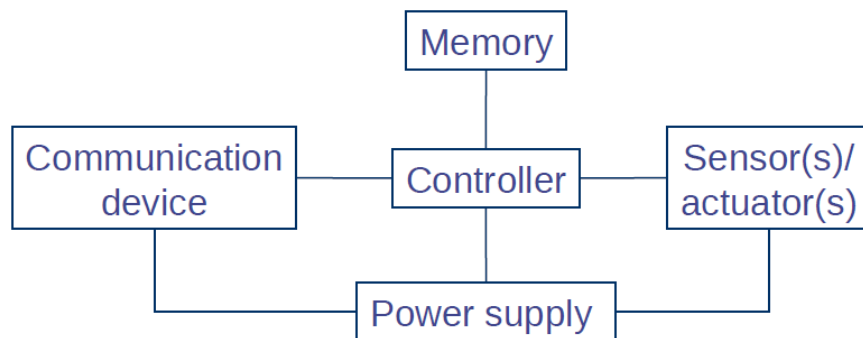 Memory
Communication
device
Controller
Sensor(s)/
actuator(s)
Power supply